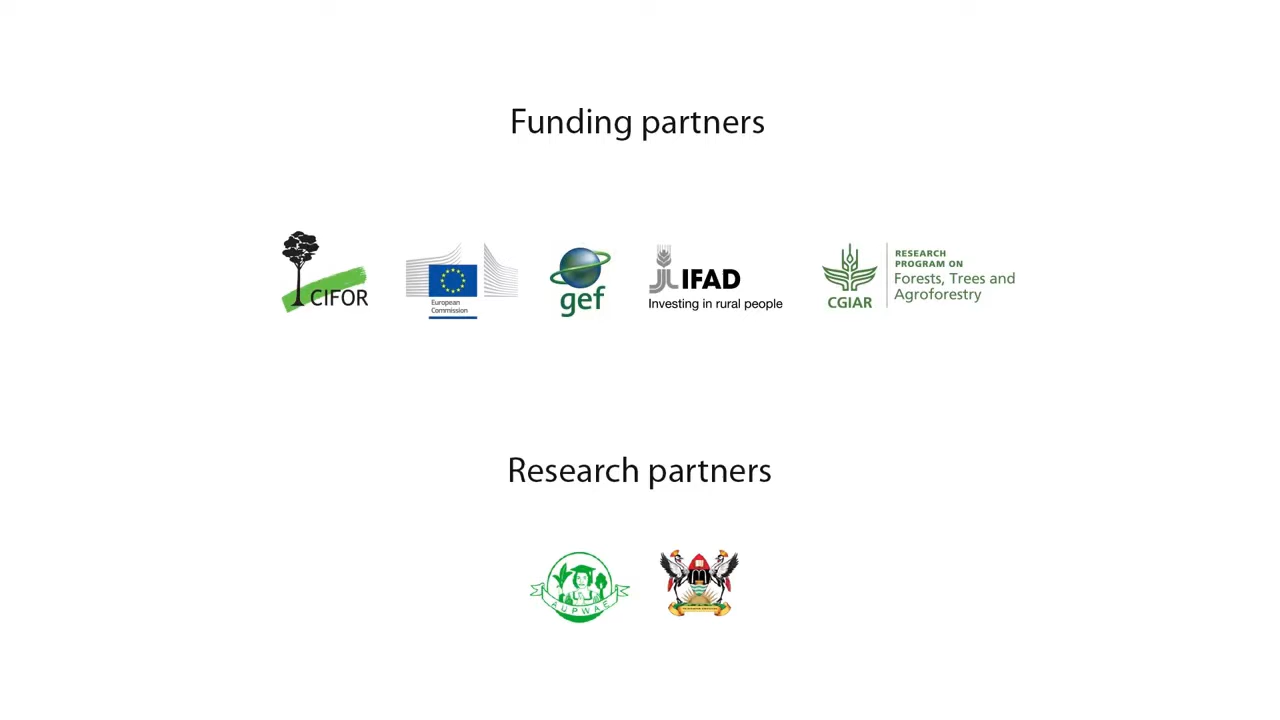 Funding partners
CIFOR
European
Commission
gef
IFAD
Investing in rural people
CGIAR
RESEARCH
PROGRAM ON
Forests, Trees and
Agroforestry
Research partners
AUPWAE